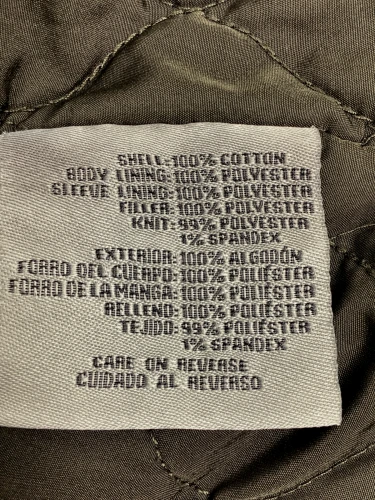 SHELL:100% COTTON
BODY LINING:100% POLYESTER
SLEEVE LINING:100% POLYESTER
FILLER:100% POLYESTER
KNIT:99% POLYESTER
1% SPANDEX
EXTERIOR:100% ALGODÓN
FORRO DEL CUERPO:100% POLIÉSTER
FORRO DE LA MANGA:100% POLIÉSTER
RELLENO:100% POLIÉSTER
TEJIDO:99% POLIÉSTER
1% SPANDEX
CARE ON REVERSE
CUIDADO AL REVERSO